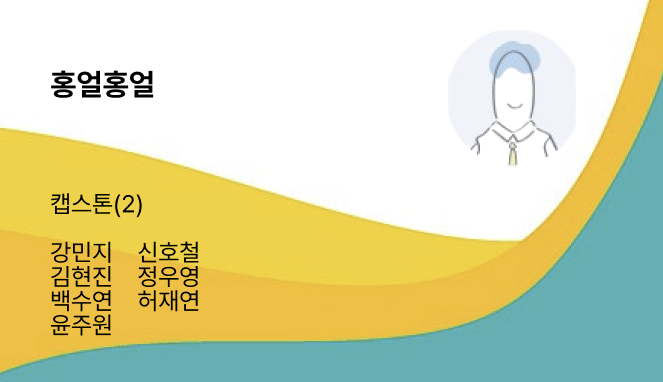 홍얼홍얼
캡스톤(2)
강민지 신호철
김현진 정우영
백수연 허재연
윤주원